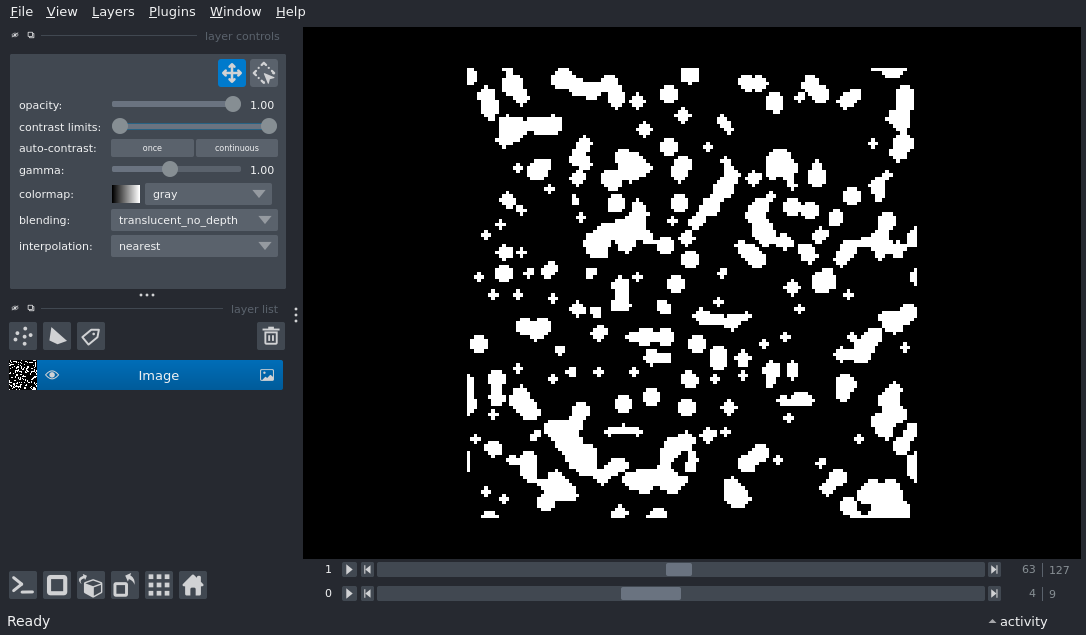 File View Layers Plugins Window Help
layer controls
opacity: 1.00
contrast limits:
auto-contrast: once continuous
gamma: 1.00
colormap: gray
blending: translucent_no_depth
interpolation: nearest
layer list
Image
1 63 127
0 4 9
Ready activity